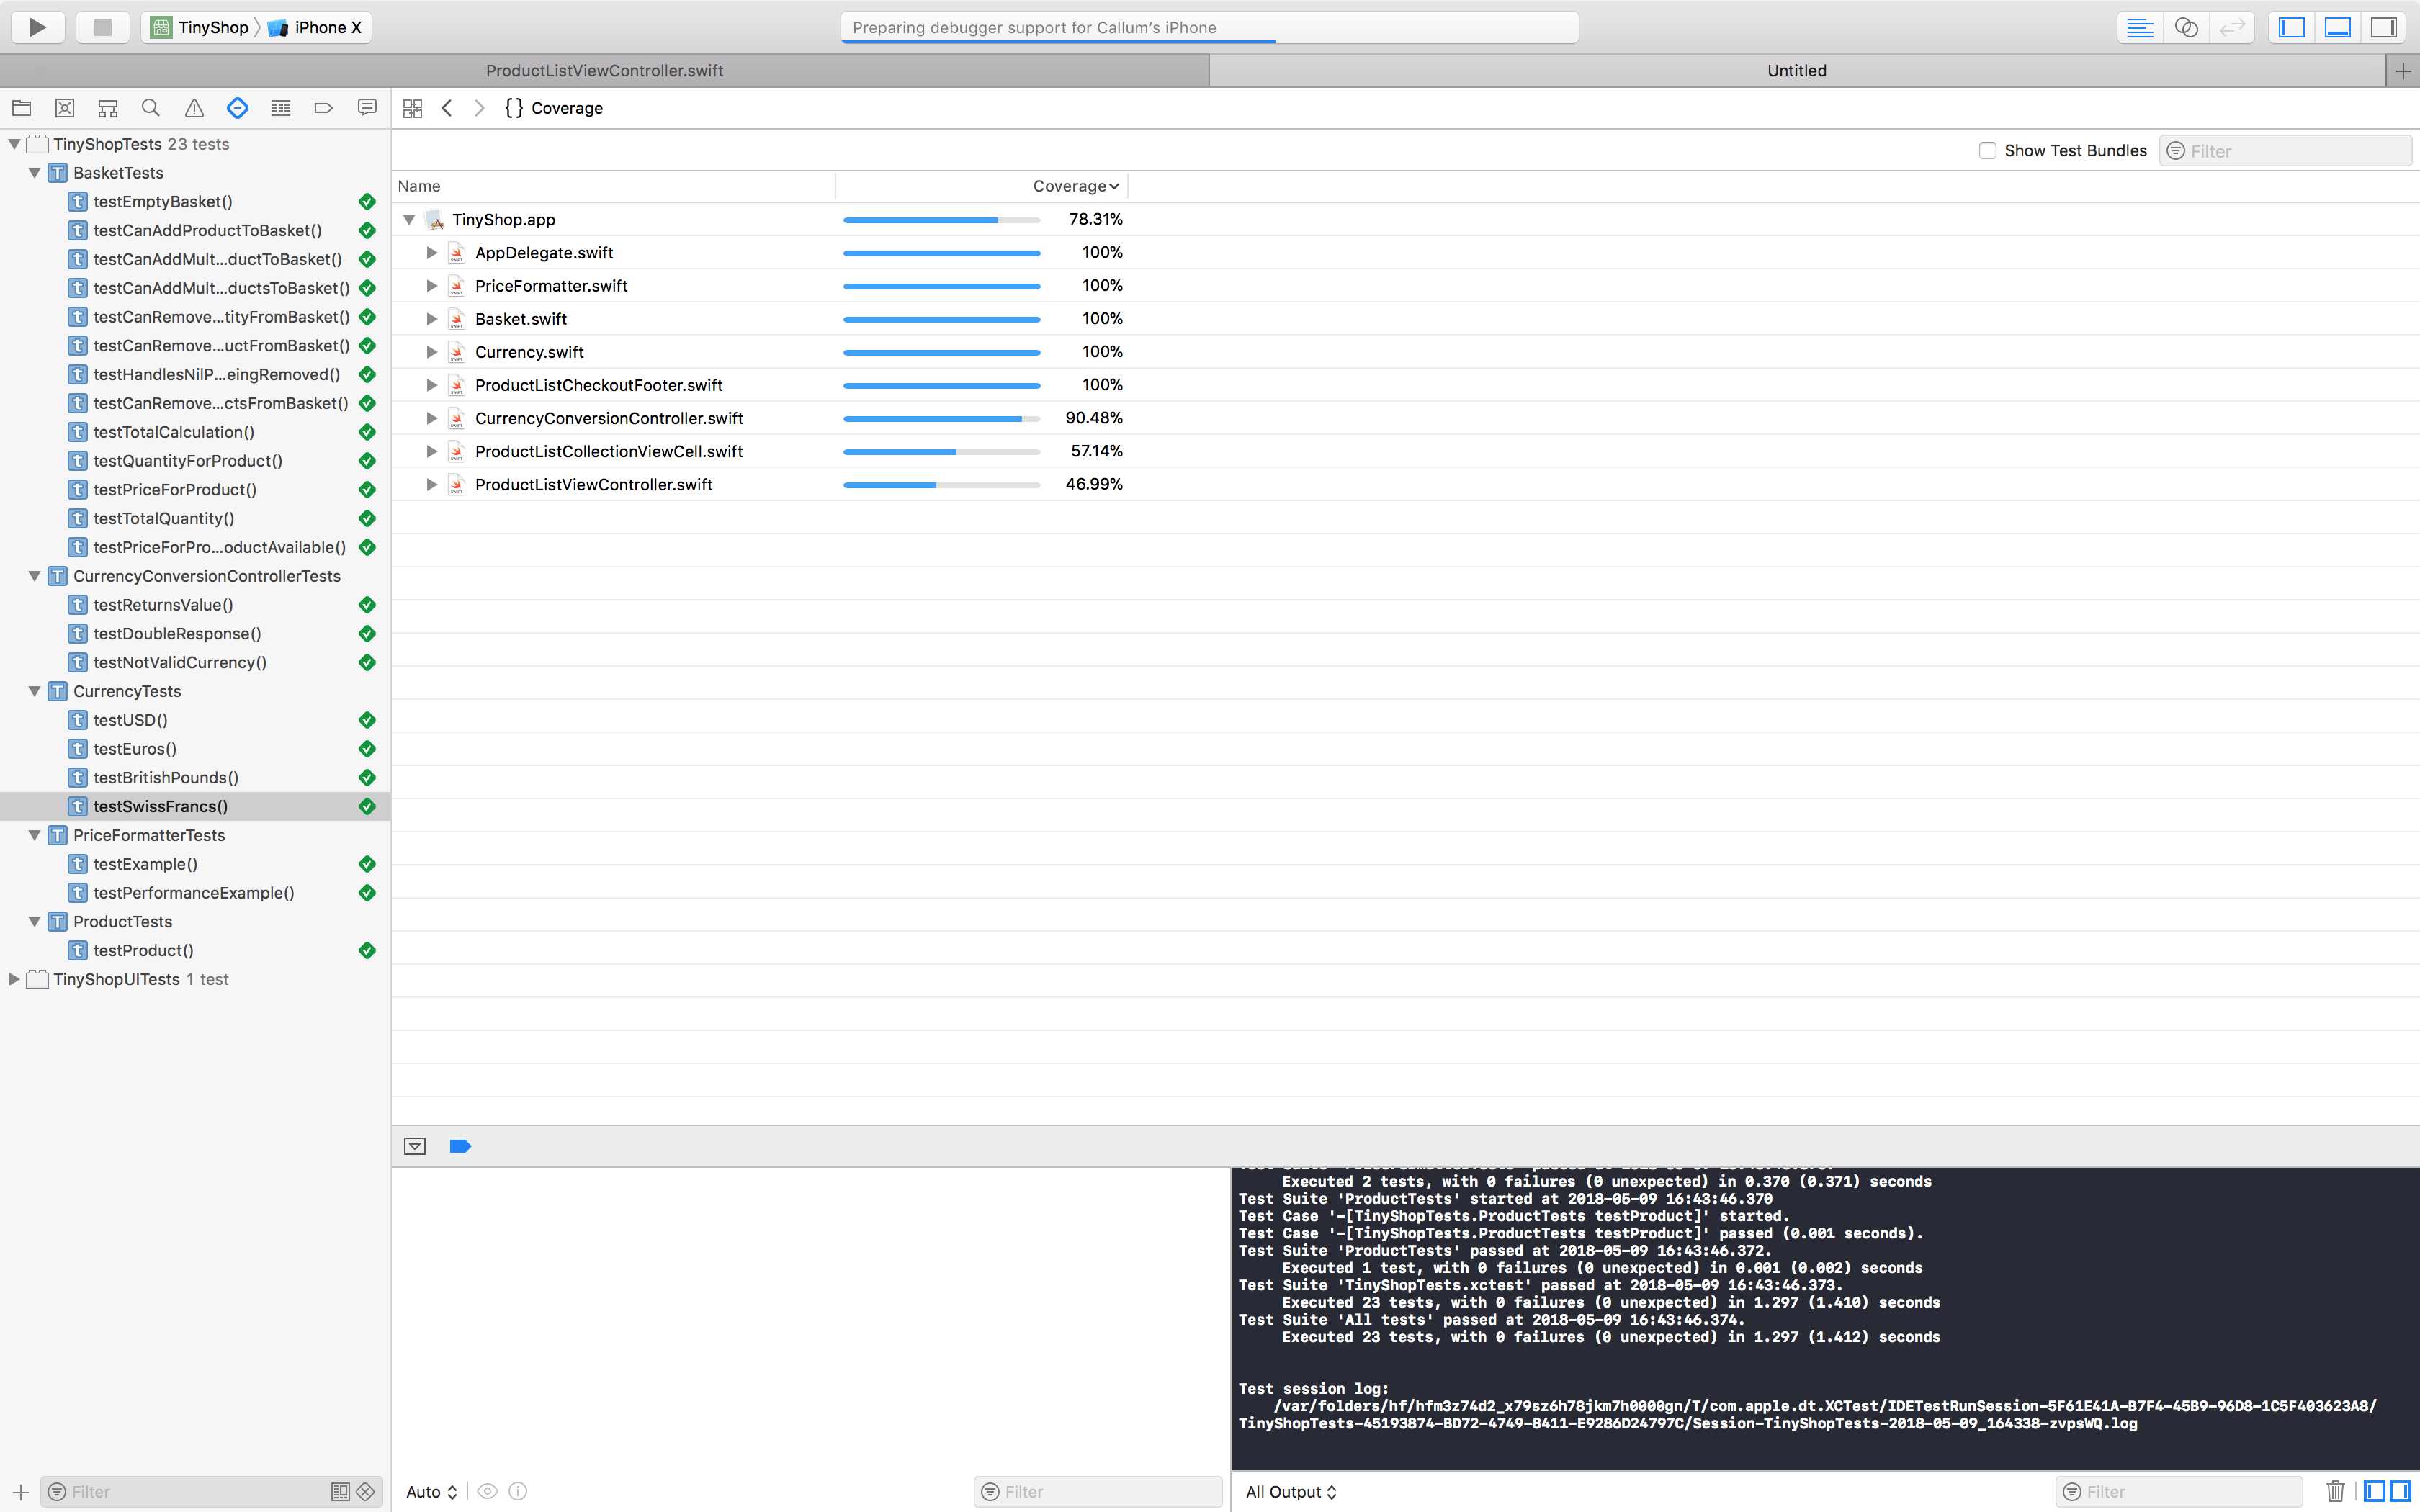 TinyShop
iPhone X
Preparing debugger support for Callum's iPhone
ProductListViewController.swift
Untitled
{} Coverage
Show Test Bundles
Filter
TinyShopTests 23 tests
BasketTests
testEmptyBasket()
testCanAddProductToBasket()
testCanAddMult...ductToBasket()
testCanAddMult...ductsToBasket()
testCanRemove...tityFromBasket()
testCanRemove...uctFromBasket()
testHandlesNilP...eingRemoved()
testCanRemove...ctsFromBasket()
testTotalCalculation()
testQuantityForProduct()
testPriceForProduct()
testTotalQuantity()
testPriceForPro...oductAvailable()
CurrencyConversionControllerTests
testReturnsValue()
testDoubleResponse()
testNotValidCurrency()
CurrencyTests
testUSD()
testEuros()
testBritishPounds()
testSwissFrancs()
PriceFormatterTests
testExample()
testPerformanceExample()
ProductTests
testProduct()
TinyShopUITests 1 test
Filter
Name Coverage
TinyShop.app 78.31%
AppDelegate.swift 100%
PriceFormatter.swift 100%
Basket.swift 100%
Currency.swift 100%
ProductListCheckoutFooter.swift 100%
CurrencyConversionController.swift 90.48%
ProductListCollectionViewCell.swift 57.14%
ProductListViewController.swift 46.99%
Auto
Filter
Executed 2 tests, with 0 failures (0 unexpected) in 0.370 (0.371) seconds
Test Suite 'ProductTests' started at 2018-05-09 16:43:46.370
Test Case '-[TinyShopTests.ProductTests testProduct]' started.
Test Case '-[TinyShopTests.ProductTests testProduct]' passed (0.001 seconds).
Test Suite 'ProductTests' passed at 2018-05-09 16:43:46.372.
Executed 1 test, with 0 failures (0 unexpected) in 0.001 (0.002) seconds
Test Suite 'TinyShopTests.xctest' passed at 2018-05-09 16:43:46.373.
Executed 23 tests, with 0 failures (0 unexpected) in 1.297 (1.410) seconds
Test Suite 'All tests' passed at 2018-05-09 16:43:46.374.
Executed 23 tests, with 0 failures (0 unexpected) in 1.297 (1.412) seconds
Test session log:
/var/folders/hf/hfm3z74d2_x79sz6h78jkm7h0000gn/T/com.apple.dt.XCTest/IDETestRunSession-5F61E41A-B7F4-45B9-96D8-1C5F403623A8/
TinyShopTests-45193874-BD72-4749-8411-E9286D24797C/Session-TinyShopTests-2018-05-09_164338-zvpsWQ.log
All Output
Filter